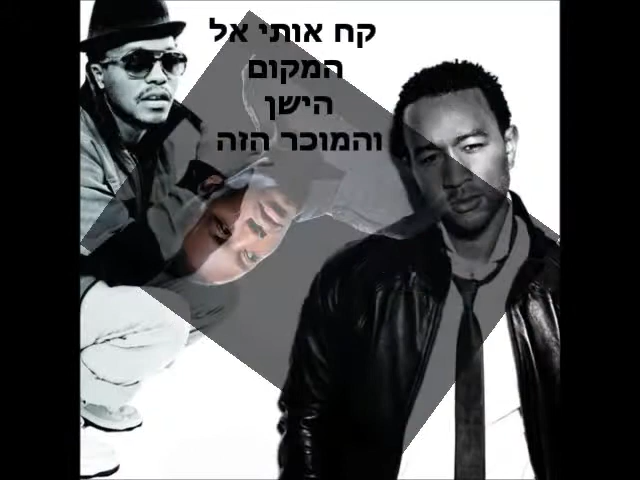 קח אותי אל
המקום
הישן
והמוכר הזה